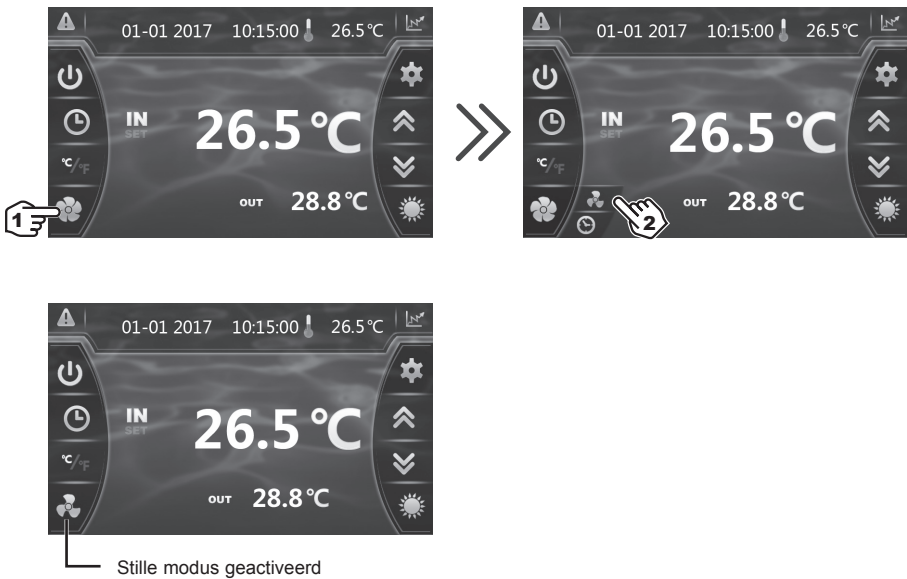 01-01 2017 10:15:00 26.5°C
°C/°F
IN
SET
26.5°C
OUT 28.8°C
1
01-01 2017 10:15:00 26.5°C
°C/°F
IN
SET
26.5°C
OUT 28.8°C
2
01-01 2017 10:15:00 26.5°C
°C/°F
IN
SET
26.5°C
OUT 28.8°C
Stille modus geactiveerd